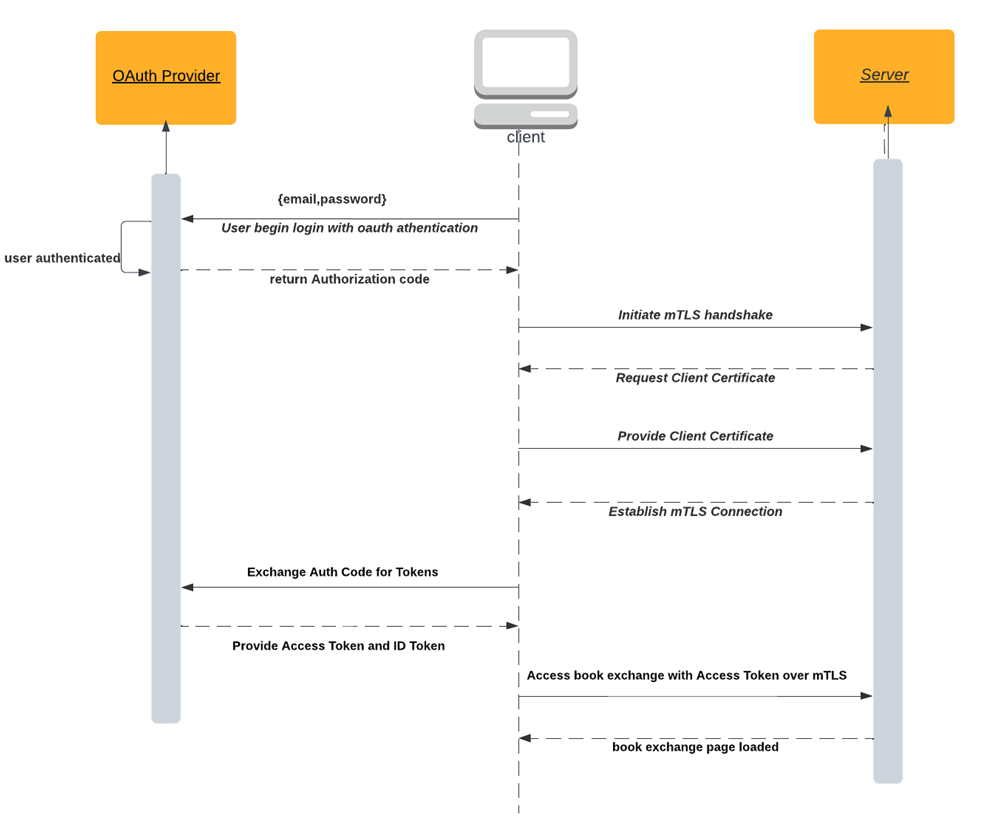 OAuth Provider
Server
client
{email,password}
User begin login with oauth athentication
user authenticated
return Authorization code
Initiate mTLS handshake
Request Client Certificate
Provide Client Certificate
Establish mTLS Connection
Exchange Auth Code for Tokens
Provide Access Token and ID Token
Access book exchange with Access Token over mTLS
book exchange page loaded